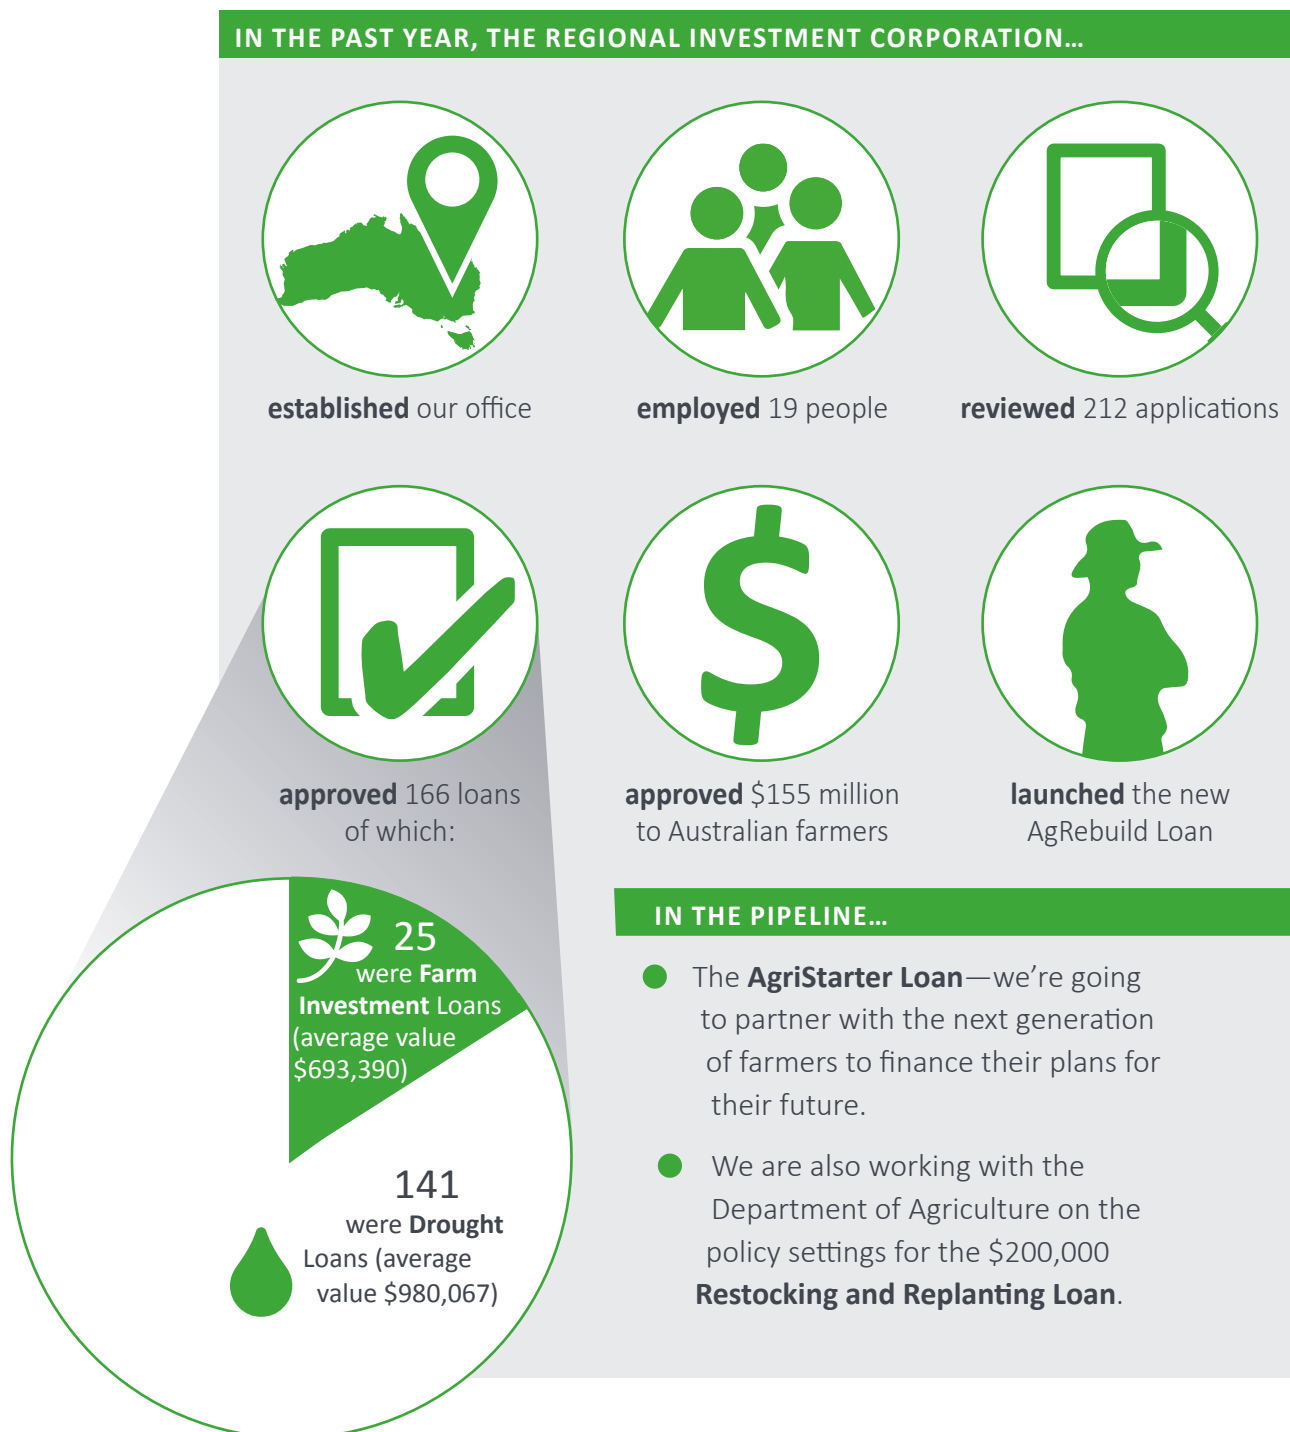 IN THE PAST YEAR, THE REGIONAL INVESTMENT CORPORATION…
established our office
employed 19 people
reviewed 212 applications
approved 166 loans
of which:
approved $155 million
to Australian farmers
launched the new
AgRebuild Loan
25
were Farm
Investment Loans
(average value
$693,390)
141
were Drought
Loans (average
value $980,067)
IN THE PIPELINE…
The AgriStarter Loan—we’re going
to partner with the next generation
of farmers to finance their plans for
their future.
We are also working with the
Department of Agriculture on the
policy settings for the $200,000
Restocking and Replanting Loan.